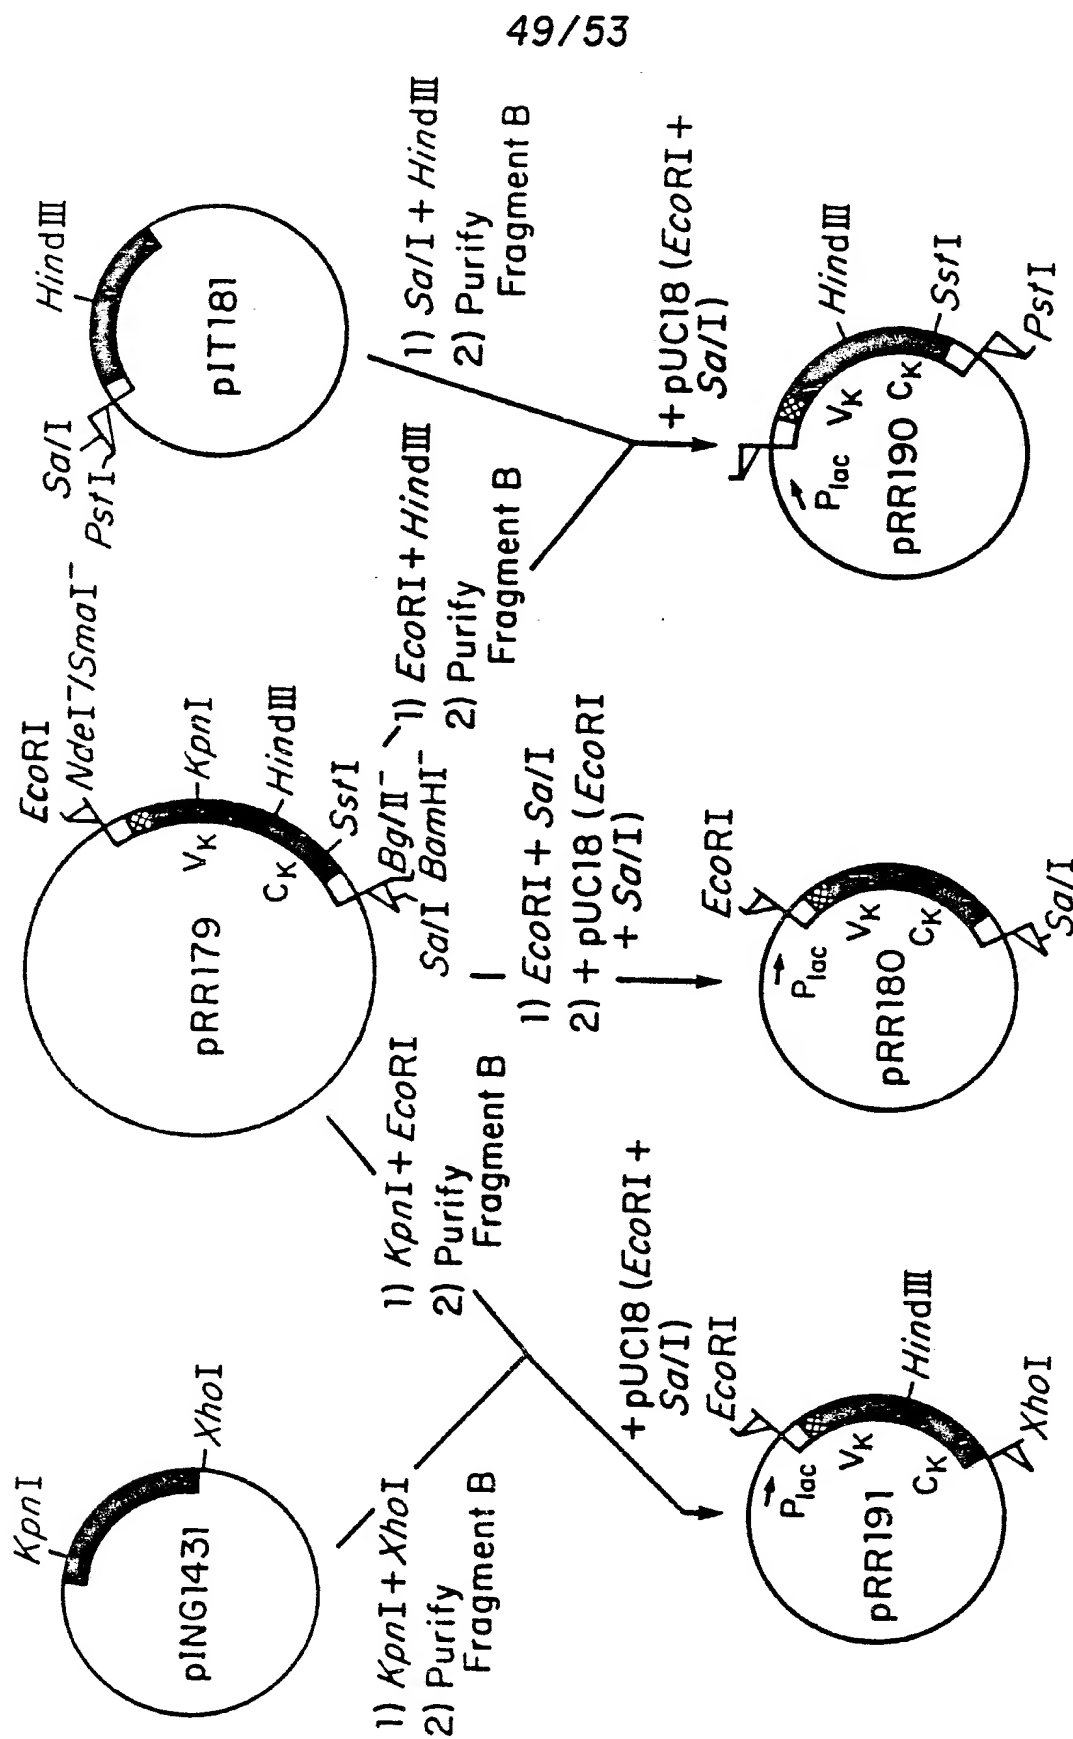 49/53
KpnI
XhoI
pING1431
1) KpnI + XhoI
2) Purify
Fragment B
EcoRI
NdeI⁻/SmaI⁻
KpnI
VK
HindIII
CK
SstI
BglII⁻
SalI BamHI⁻
pRR179
SalI
PstI
HindIII
pIT181
1) KpnI + EcoRI
2) Purify
Fragment B
1) EcoRI + SalI
2) + pUC18 (EcoRI
+ SalI)
1) EcoRI + HindIII
2) Purify
Fragment B
1) SalI + HindIII
2) Purify
Fragment B
+ pUC18 (EcoRI +
SalI)
+ pUC18 (EcoRI +
SalI)
EcoRI
Plac
VK
HindIII
CK
XhoI
pRR191
EcoRI
Plac
VK
CK
SalI
pRR180
Plac
VK
HindIII
CK
SstI
PstI
pRR190